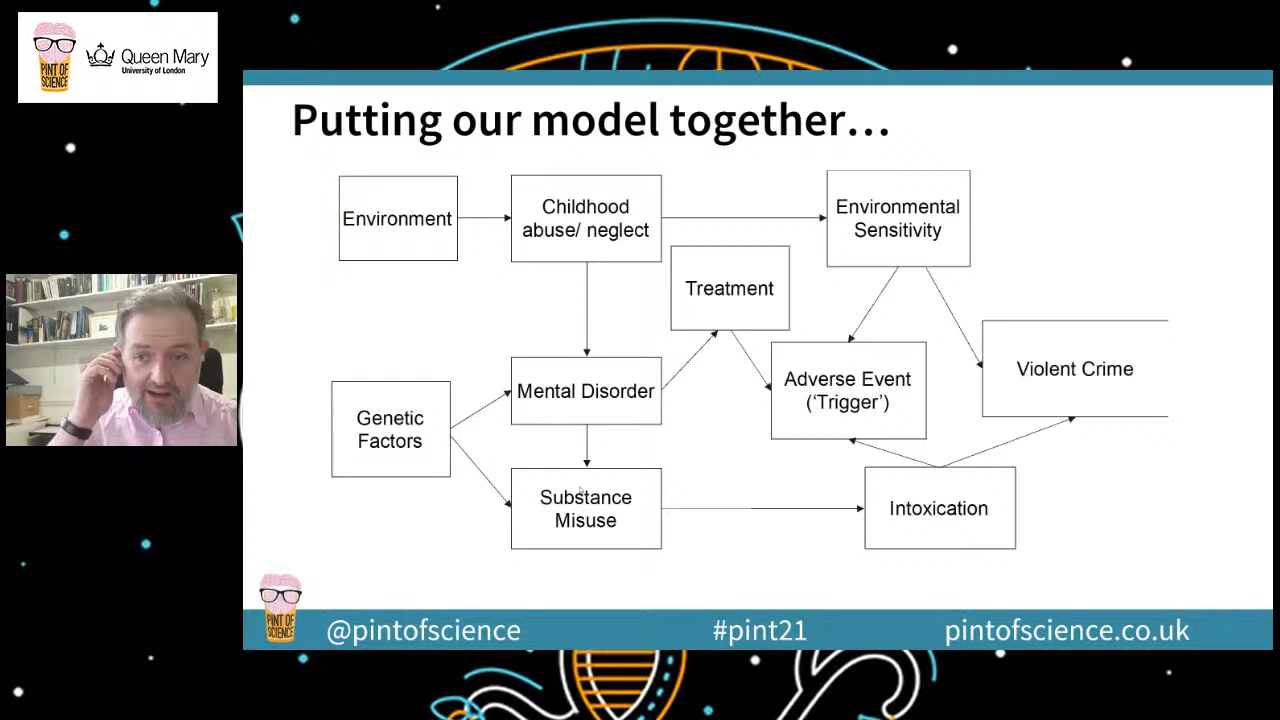 PINT OF
SCIENCE
Queen Mary
University of London
Putting our model together...
Environment
Childhood
abuse/ neglect
Environmental
Sensitivity
Treatment
Genetic
Factors
Mental Disorder
Adverse Event
(‘Trigger’)
Violent Crime
Substance
Misuse
Intoxication
PINT OF
SCIENCE
@pintofscience
#pint21
pintofscience.co.uk